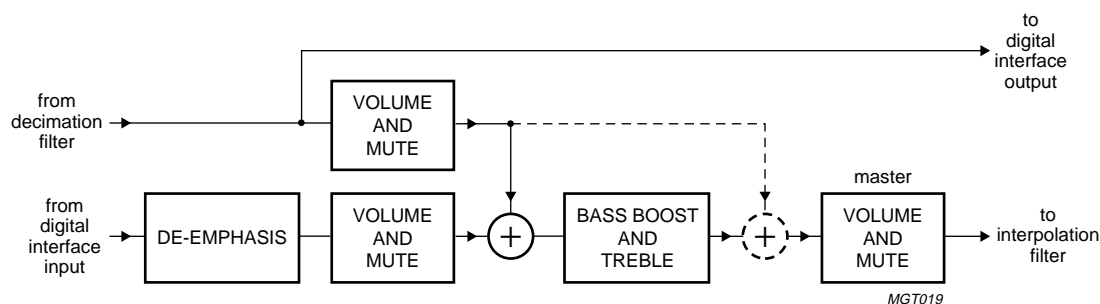 to
digital
interface
output
from
decimation
filter
VOLUME
AND
MUTE
master
from
digital
interface
input
DE-EMPHASIS
VOLUME
AND
MUTE
+
BASS BOOST
AND
TREBLE
+
VOLUME
AND
MUTE
to
interpolation
filter
MGT019